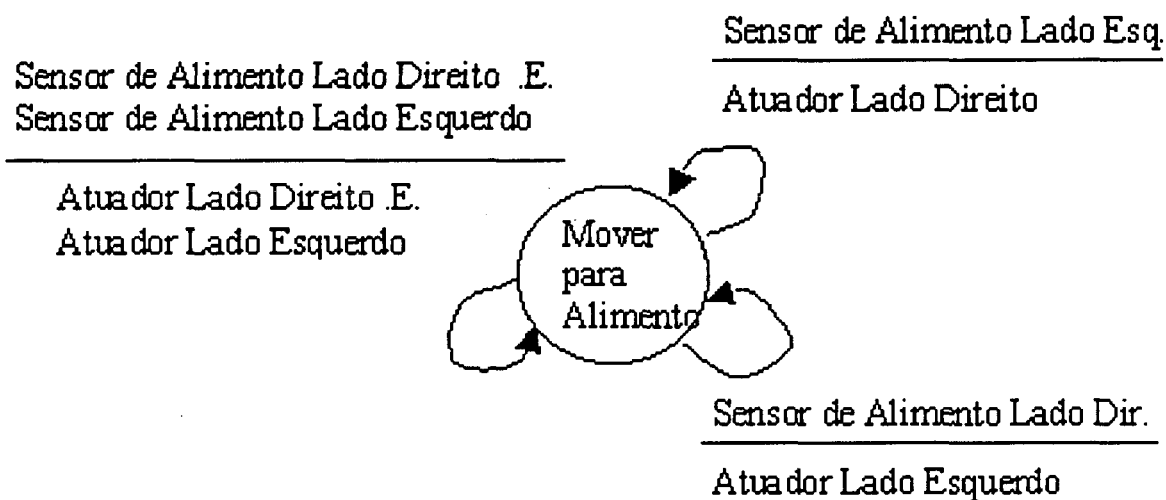 Sensor de Alimento Lado Esq.
Atuador Lado Direito
Sensor de Alimento Lado Direito .E.
Sensor de Alimento Lado Esquerdo
Atuador Lado Direito .E.
Atuador Lado Esquerdo
Mover
para
Alimento
Sensor de Alimento Lado Dir.
Atuador Lado Esquerdo